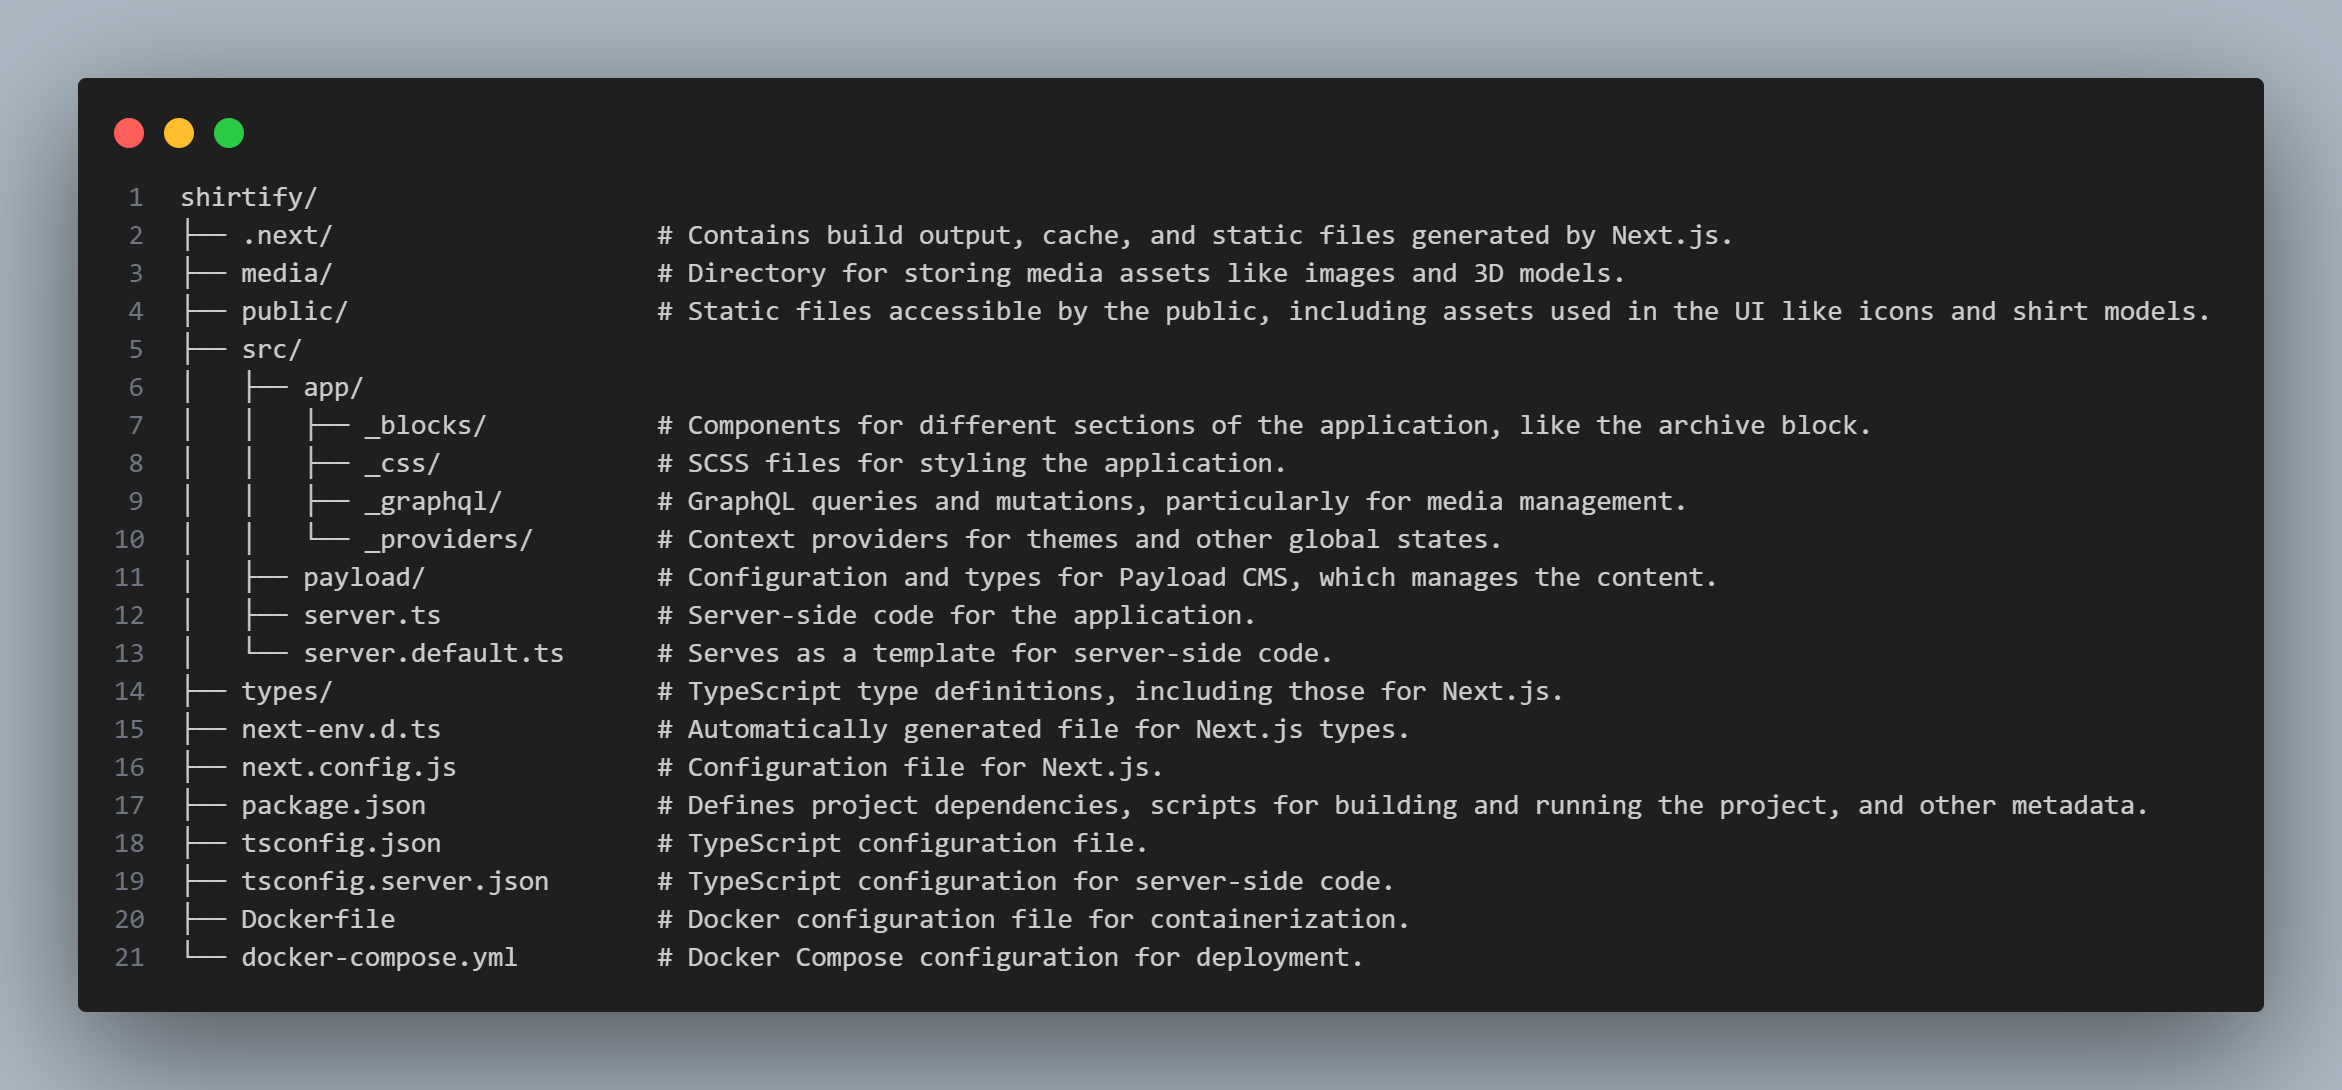 1 shirtify/
2 ├── .next/ # Contains build output, cache, and static files generated by Next.js.
3 ├── media/ # Directory for storing media assets like images and 3D models.
4 ├── public/ # Static files accessible by the public, including assets used in the UI like icons and shirt models.
5 ├── src/
6 │   ├── app/
7 │   │   ├── _blocks/ # Components for different sections of the application, like the archive block.
8 │   │   ├── _css/ # SCSS files for styling the application.
9 │   │   ├── _graphql/ # GraphQL queries and mutations, particularly for media management.
10 │   │   └── _providers/ # Context providers for themes and other global states.
11 │   ├── payload/ # Configuration and types for Payload CMS, which manages the content.
12 │   ├── server.ts # Server-side code for the application.
13 │   └── server.default.ts # Serves as a template for server-side code.
14 ├── types/ # TypeScript type definitions, including those for Next.js.
15 ├── next-env.d.ts # Automatically generated file for Next.js types.
16 ├── next.config.js # Configuration file for Next.js.
17 ├── package.json # Defines project dependencies, scripts for building and running the project, and other metadata.
18 ├── tsconfig.json # TypeScript configuration file.
19 ├── tsconfig.server.json # TypeScript configuration for server-side code.
20 ├── Dockerfile # Docker configuration file for containerization.
21 └── docker-compose.yml # Docker Compose configuration for deployment.